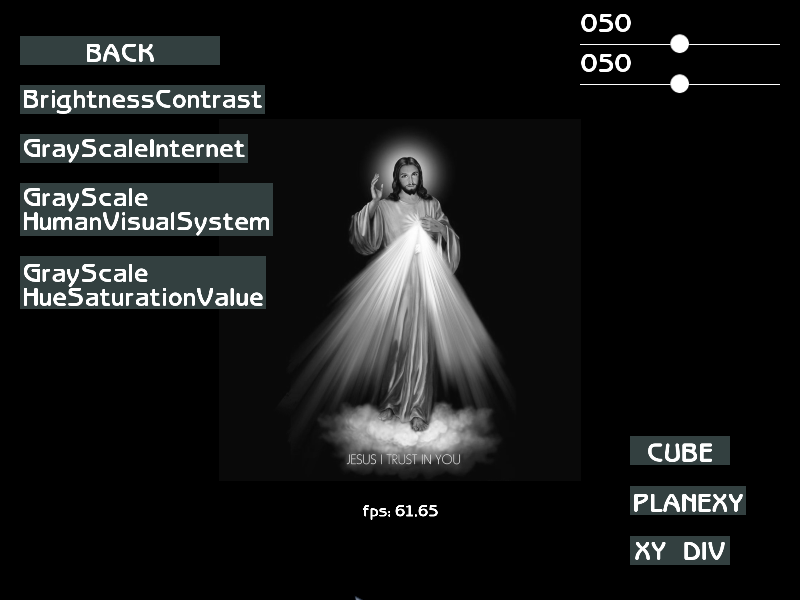 050
BACK
050
BrightnessContrast
GrayScaleInternet
GrayScale
HumanVisualSystem
GrayScale
HueSaturationValue
JESUS I TRUST IN YOU
CUBE
PLANEXY
fps: 61.65
XY DIV